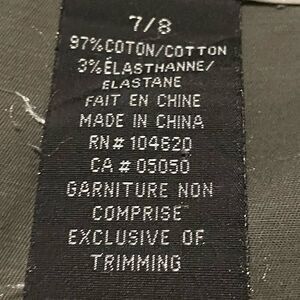 7/8
97% COTON/COTTON
3% ÉLASTHANNE/
ELASTANE
FAIT EN CHINE
MADE IN CHINA
RN# 104620
CA # 05050
GARNITURE NON
COMPRISE
EXCLUSIVE OF
TRIMMING